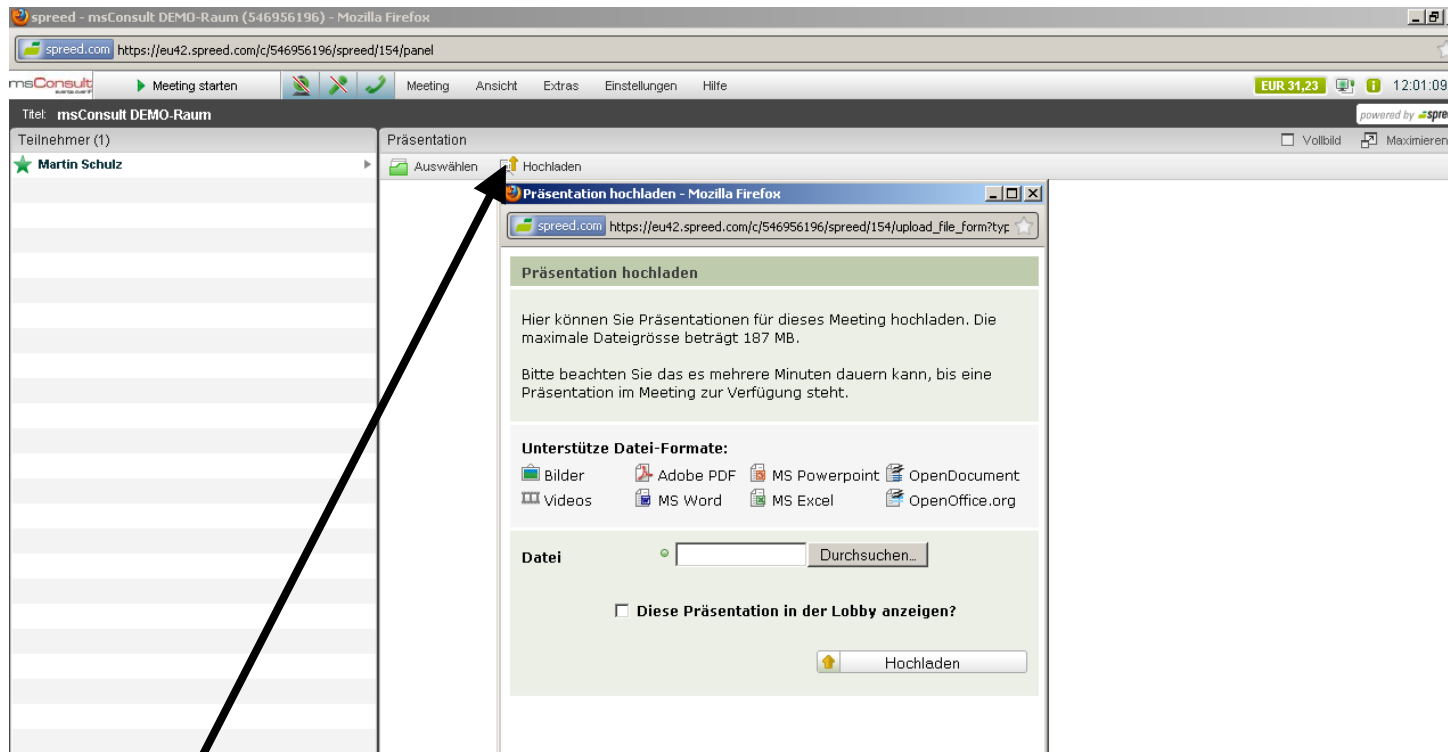 spreed - msConsult DEMO-Raum (546956196) - Mozilla Firefox
spreed.com https://eu42.spreed.com/c/546956196/spreed/154/panel
msConsult Meeting starten Meeting Ansicht Extras Einstellungen Hilfe EUR 31,23 12:01:09
Titel: msConsult DEMO-Raum powered by spre
Teilnehmer (1) Präsentation Vollbild Maximieren
Martin Schulz Auswählen Hochladen
Präsentation hochladen - Mozilla Firefox
spreed.com https://eu42.spreed.com/c/546956196/spreed/154/upload_file_form?typ
Präsentation hochladen
Hier können Sie Präsentationen für dieses Meeting hochladen. Die
maximale Dateigrösse beträgt 187 MB.
Bitte beachten Sie das es mehrere Minuten dauern kann, bis eine
Präsentation im Meeting zur Verfügung steht.
Unterstütze Datei-Formate:
Bilder Adobe PDF MS Powerpoint OpenDocument
Videos MS Word MS Excel OpenOffice.org
Datei Durchsuchen...
Diese Präsentation in der Lobby anzeigen?
Hochladen